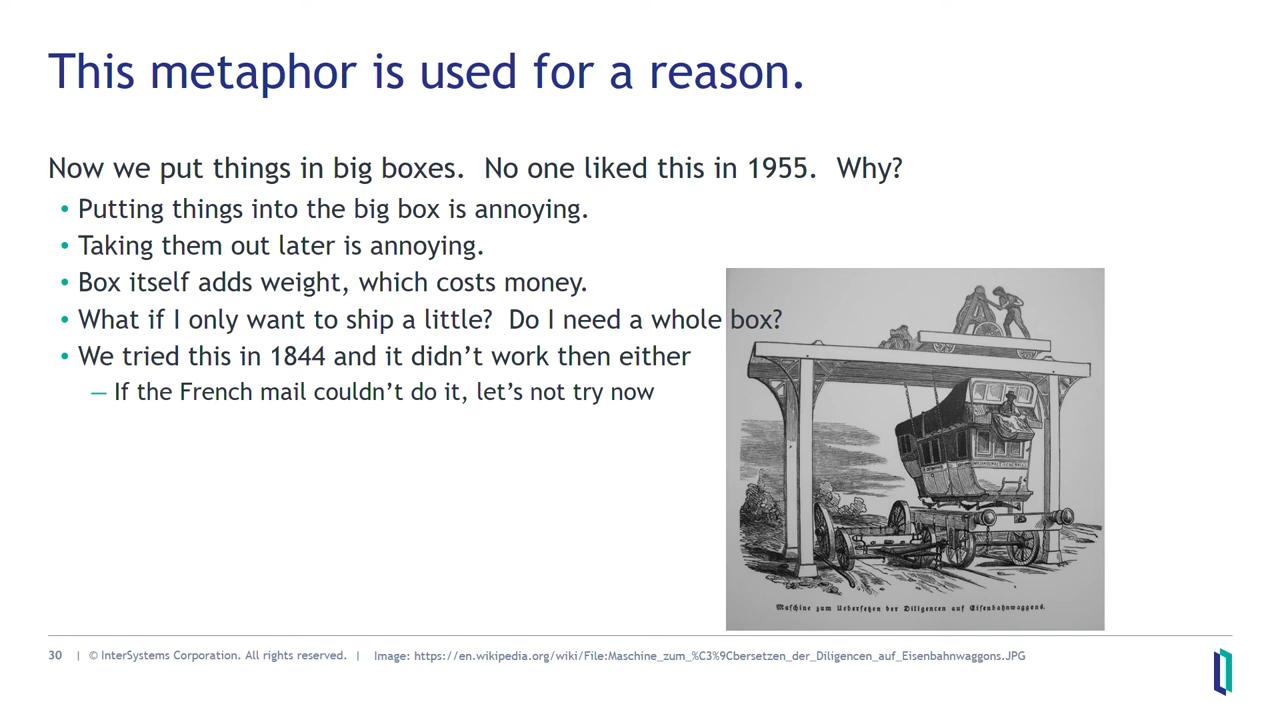 This metaphor is used for a reason.
Now we put things in big boxes.  No one liked this in 1955.  Why?
• Putting things into the big box is annoying.
• Taking them out later is annoying.
• Box itself adds weight, which costs money.
• What if I only want to ship a little?  Do I need a whole box?
• We tried this in 1844 and it didn’t work then either
— If the French mail couldn’t do it, let’s not try now
Maſchine zum Ueberſetzen der Diligencen auf Eiſenbahnwaggons.
30 | © InterSystems Corporation. All rights reserved. | Image: https://en.wikipedia.org/wiki/File:Maschine_zum_%C3%9Cbersetzen_der_Diligencen_auf_Eisenbahnwaggons.JPG